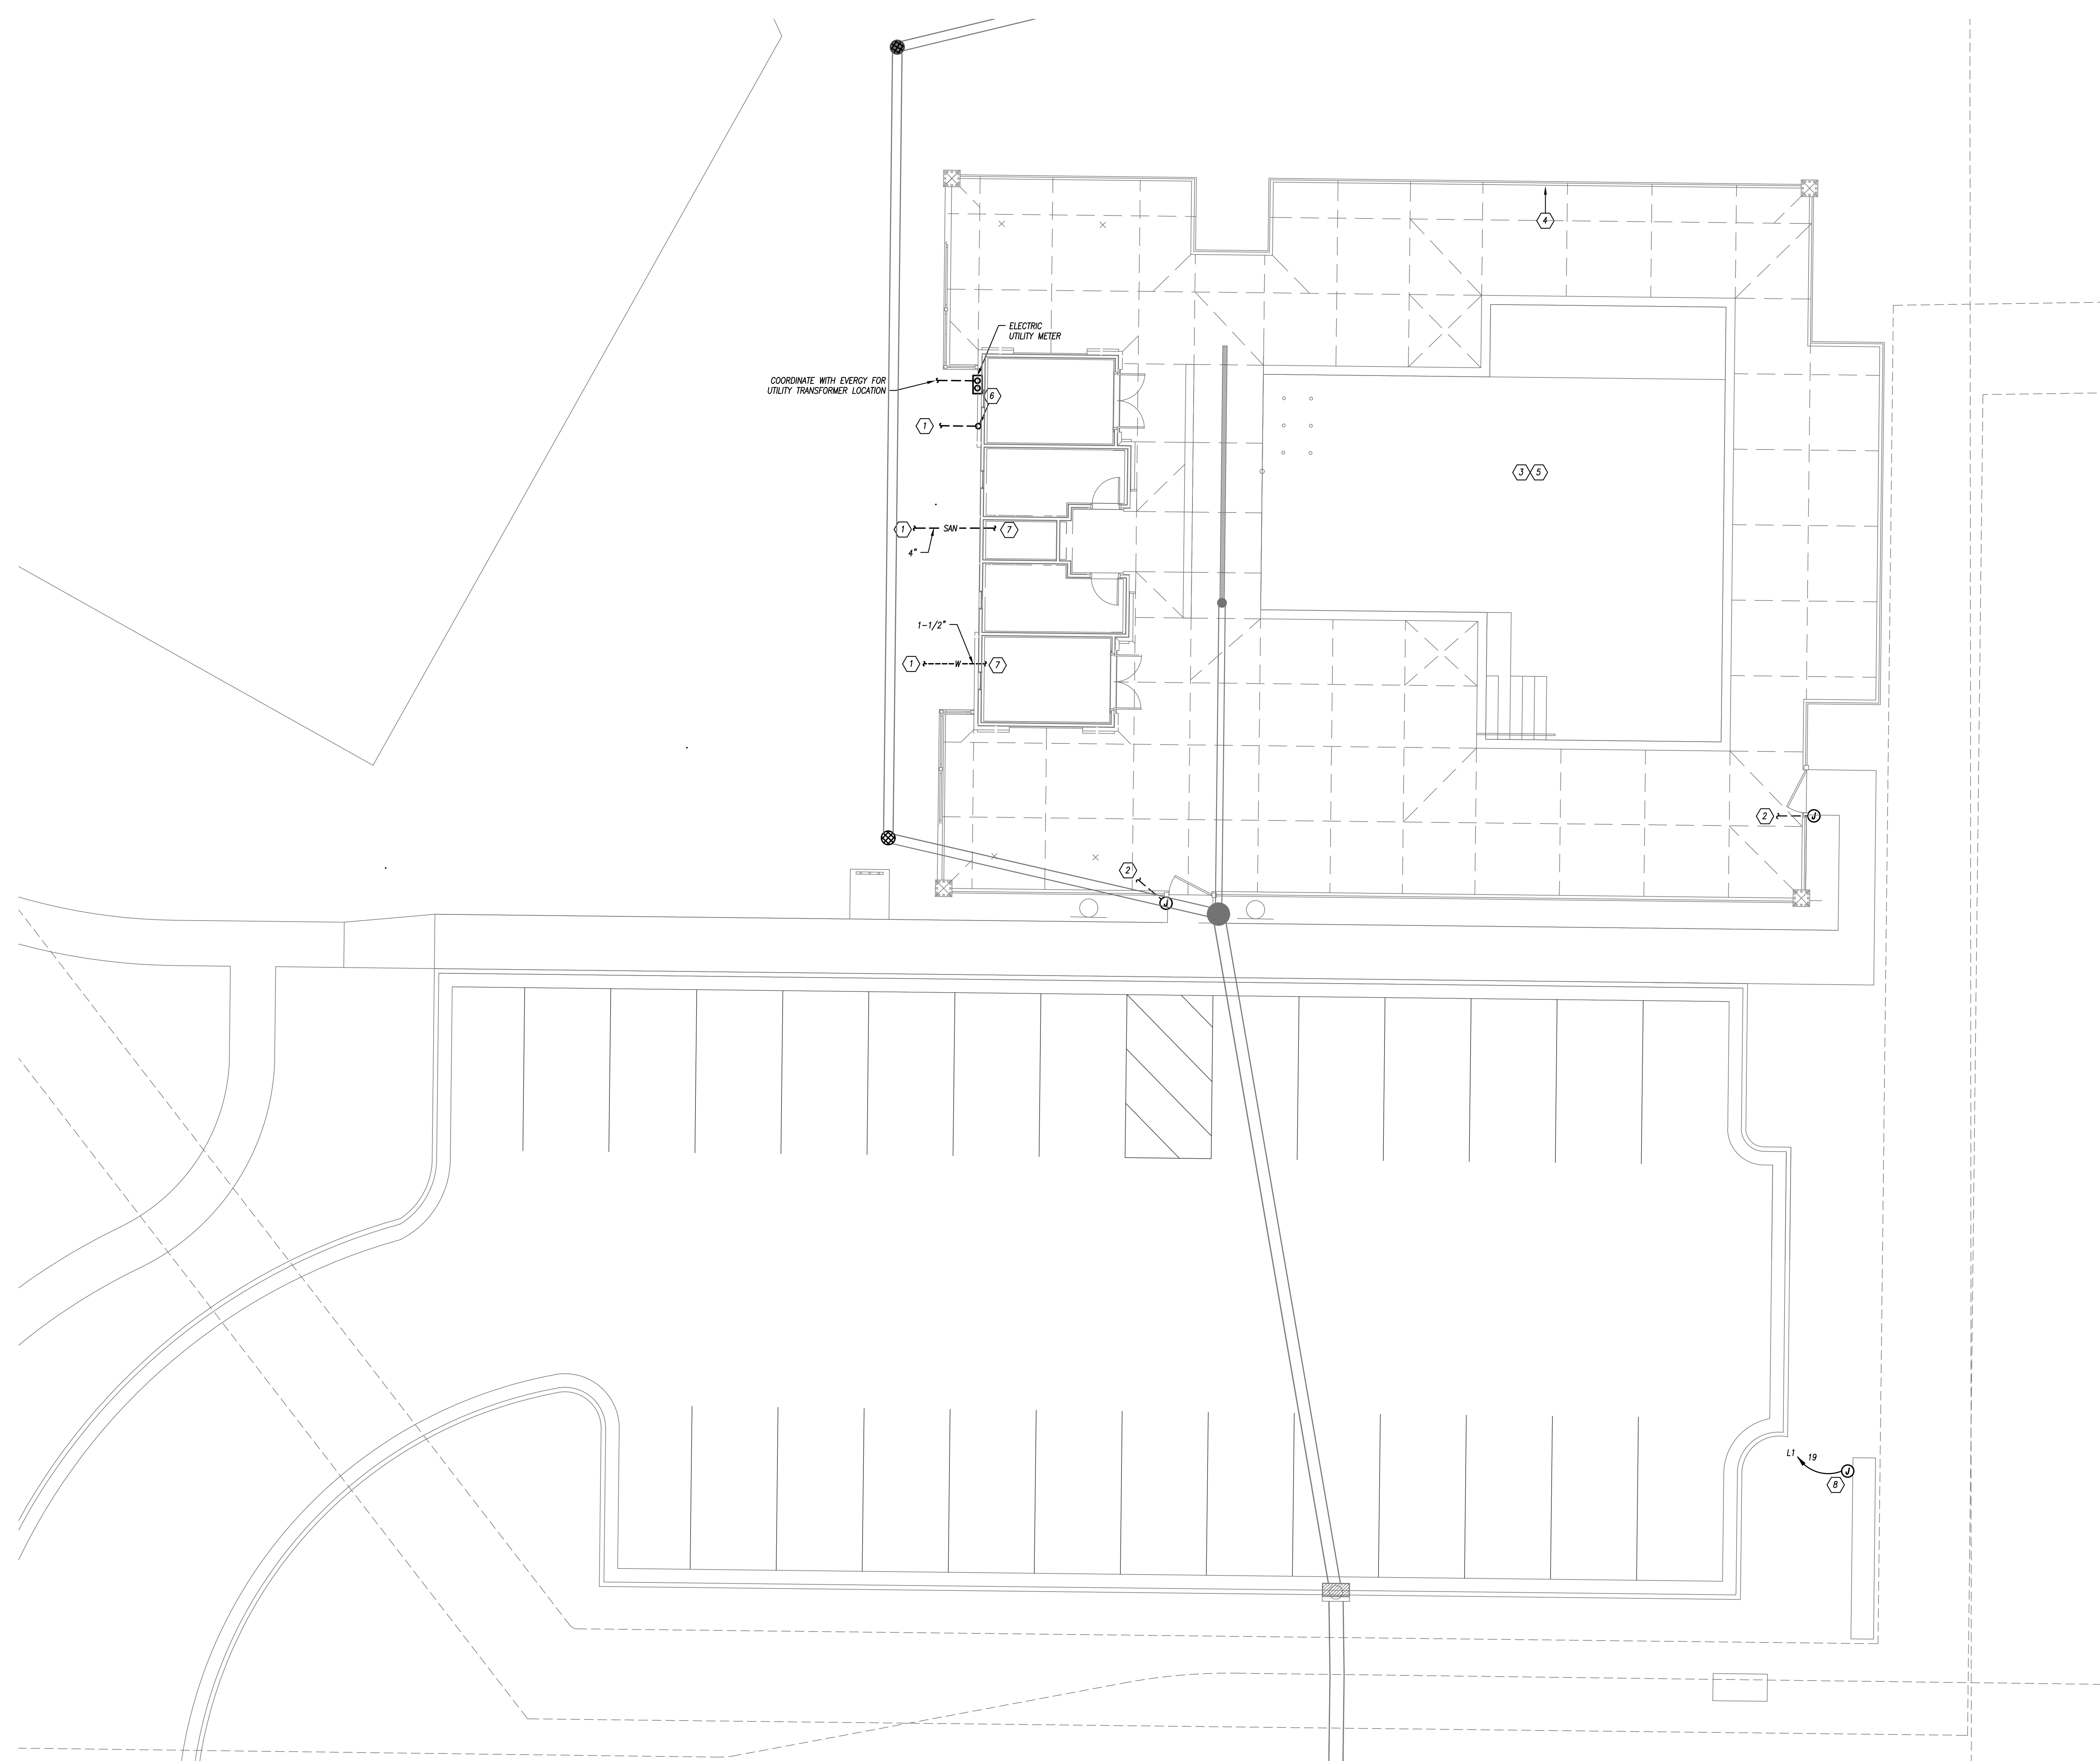 4
ELECTRIC
UTILITY METER
COORDINATE WITH EVERGY FOR
UTILITY TRANSFORMER LOCATION
6
1
3 5
1 SAN 7
4"
1-1/2"
1 W 7
2 J
2
J
L1 19
J
8